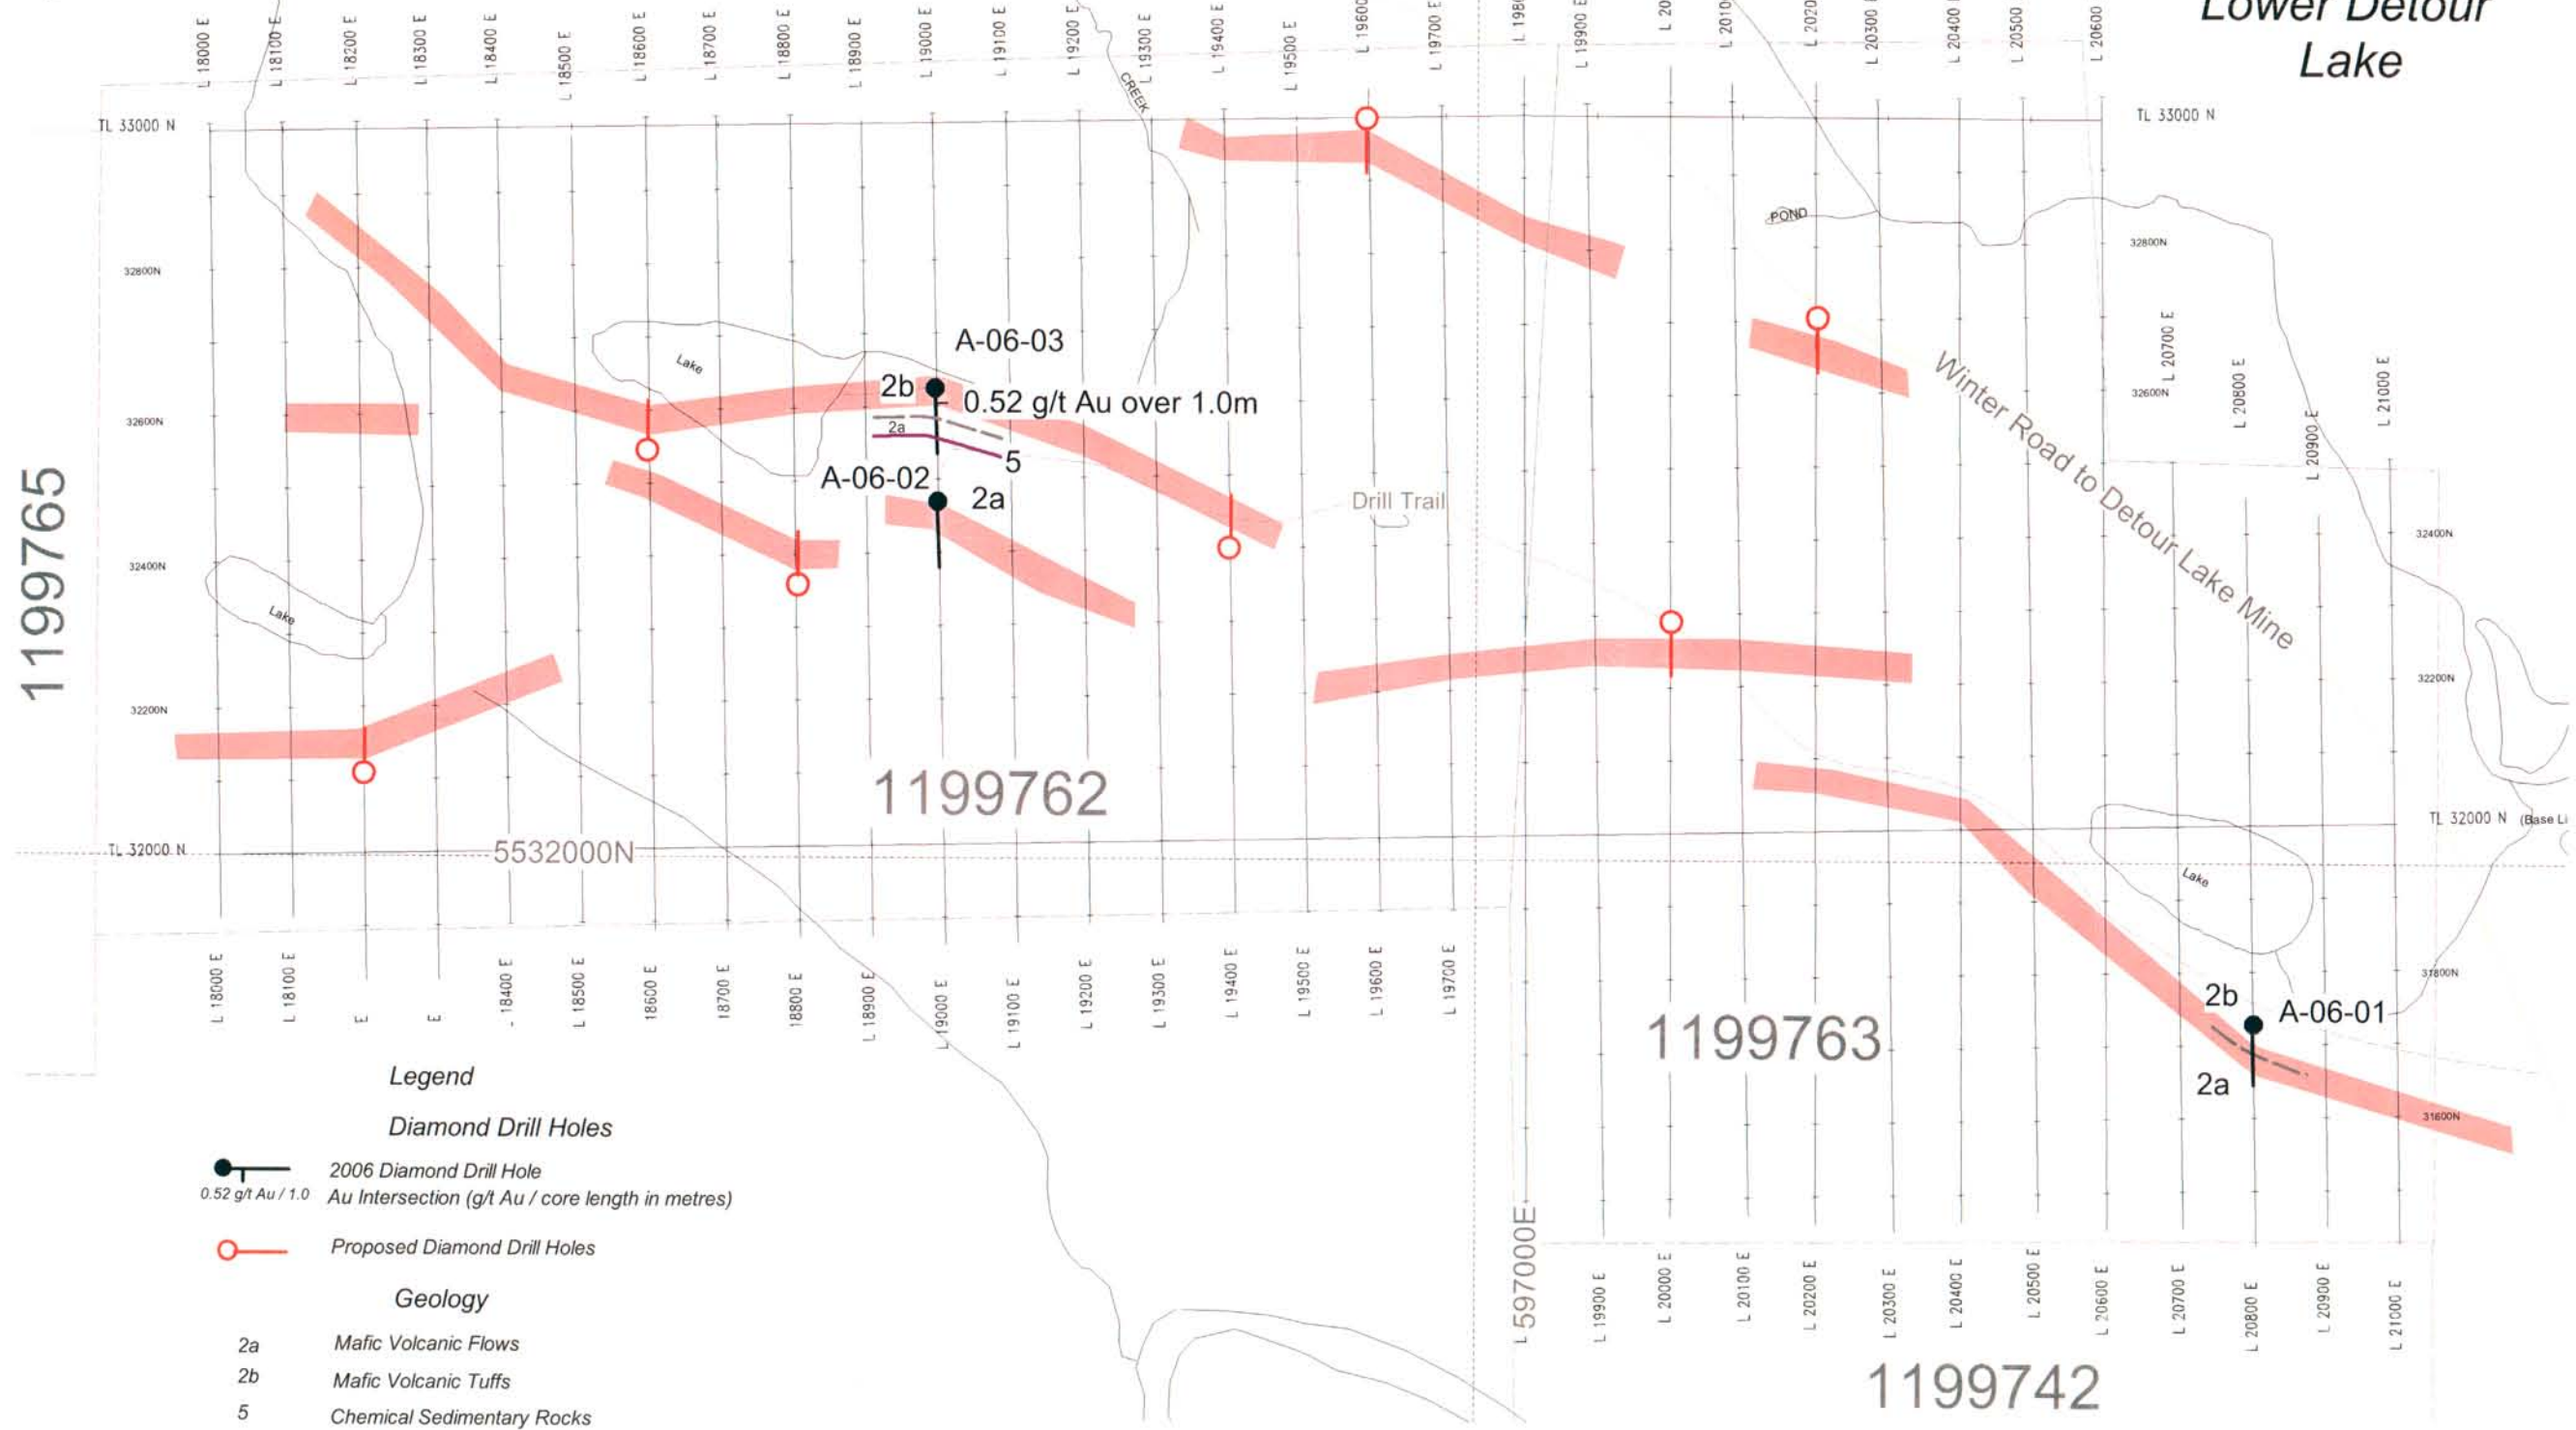 Lower Detour
Lake
L 18000 E
L 18100 E
L 18200 E
L 18300 E
L 18400 E
L 18500 E
L 18600 E
L 18700 E
L 18800 E
L 18900 E
L 19000 E
L 19100 E
L 19200 E
L 19300 E
L 19400 E
L 19500 E
L 19600
L 19700 E
L 1980
L 19900 E
L 20
L 2010
L 2020
L 20300 E
L 20400
L 20500
L 20600
CREEK
TL 33000 N
TL 33000 N
POND
32800N
32800N
L 20700 E
L 20800 E
L 20900 E
L 21000 E
A-06-03
Lake
2b
0.52 g/t Au over 1.0m
2a
5
32600N
32600N
Winter Road to Detour Lake Mine
A-06-02
2a
Drill Trail
1199765
32400N
32400N
Lake
32200N
32200N
1199762
TL 32000 N
5532000N
TL 32000 N (Base Li
Lake
31800N
2b
A-06-01
2a
31600N
L 18000 E
L 18100 E
E
E
18400 E
L 18500 E
18600 E
L 18700 E
18800 E
L 18900 E
L 19000 E
L 19100 E
L 19200 E
L 19300 E
L 19400 E
L 19500 E
L 19600 E
L 19700 E
1199763
Legend
Diamond Drill Holes
2006 Diamond Drill Hole
0.52 g/t Au / 1.0
Au Intersection (g/t Au / core length in metres)
Proposed Diamond Drill Holes
Geology
2a Mafic Volcanic Flows
2b Mafic Volcanic Tuffs
5 Chemical Sedimentary Rocks
L 597000E
L 19900 E
L 20000 E
L 20100 E
L 20200 E
L 20300 E
L 20400 E
L 20500 E
L 20600 E
L 20700 E
L 20800 E
L 20900 E
L 21000 E
1199742